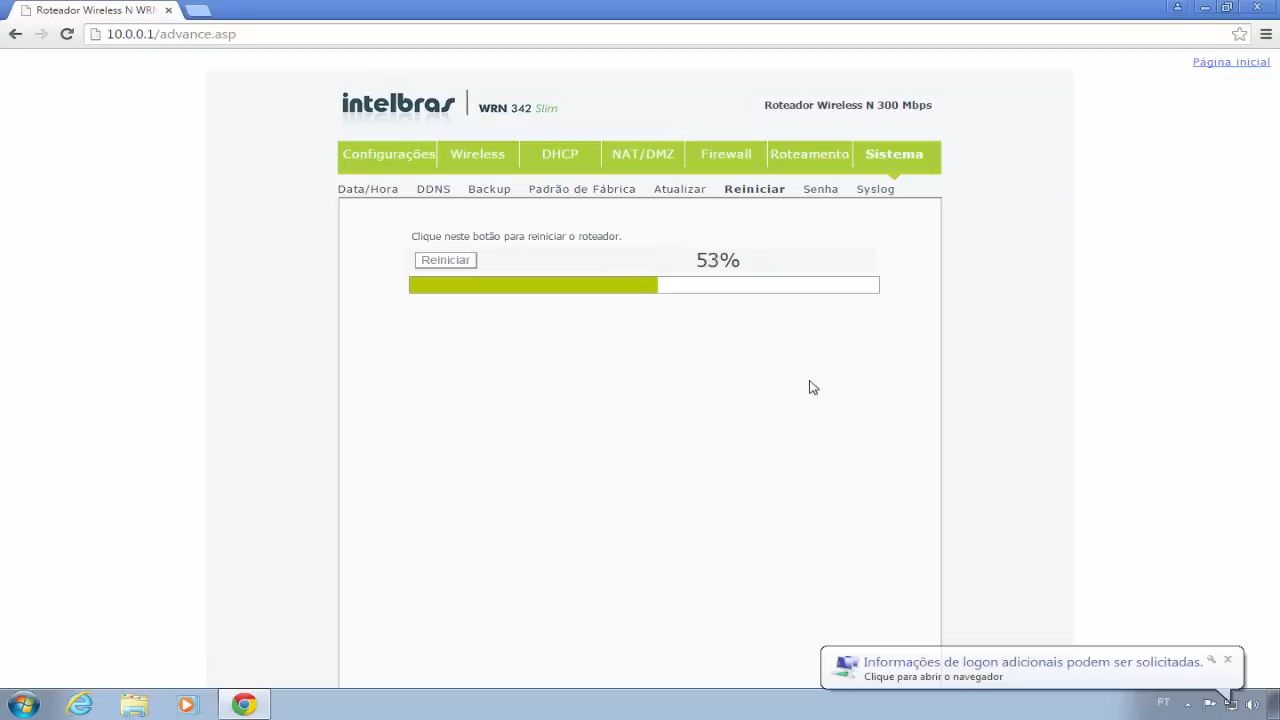 Roteador Wireless N WRN
10.0.0.1/advance.asp
Página inicial
intelbras WRN 342 Slim Roteador Wireless N 300 Mbps
Configurações Wireless DHCP NAT/DMZ Firewall Roteamento Sistema
Data/Hora DDNS Backup Padrão de Fábrica Atualizar Reiniciar Senha Syslog
Clique neste botão para reiniciar o roteador.
Reiniciar 53%
Informações de logon adicionais podem ser solicitadas.
Clique para abrir o navegador
PT